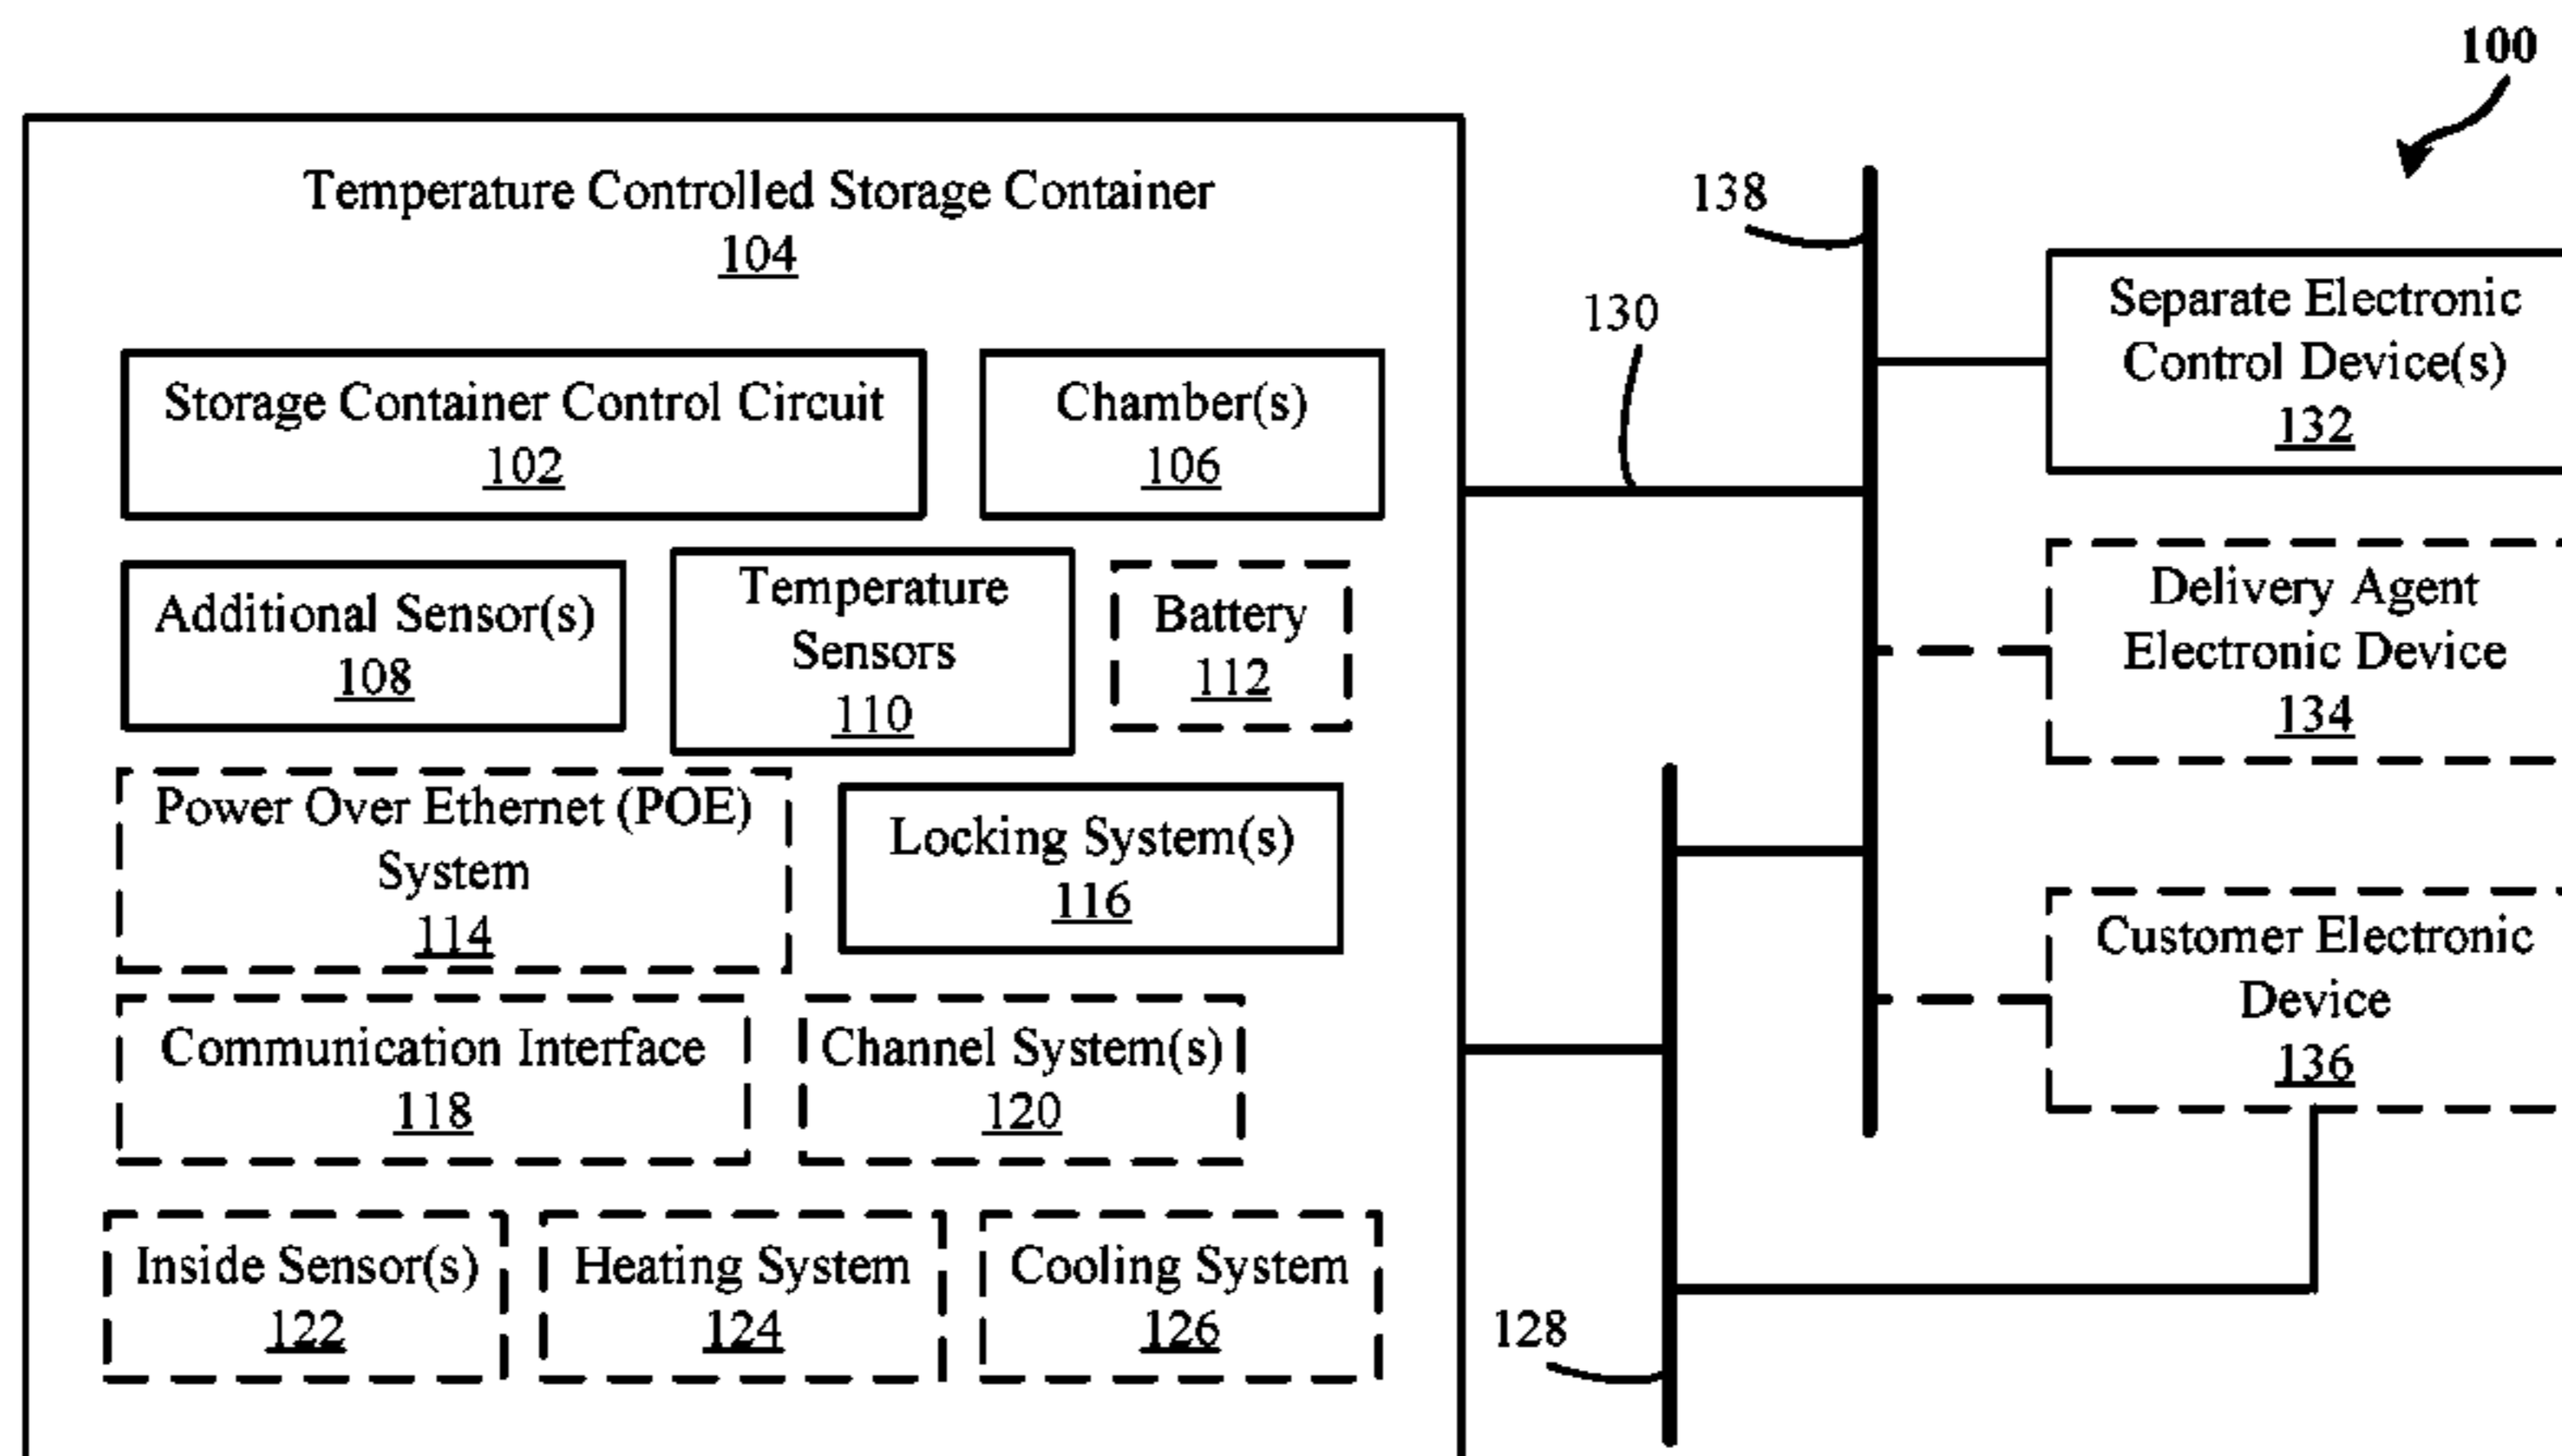 100
Temperature Controlled Storage Container
104
138
130
Separate Electronic
Control Device(s)
132
Storage Container Control Circuit
102
Chamber(s)
106
Additional Sensor(s)
108
Temperature
Sensors
110
Battery
112
Delivery Agent
Electronic Device
134
Power Over Ethernet (POE)
System
114
Locking System(s)
116
Customer Electronic
Device
136
Communication Interface
118
Channel System(s)
120
Inside Sensor(s)
122
Heating System
124
Cooling System
126
128